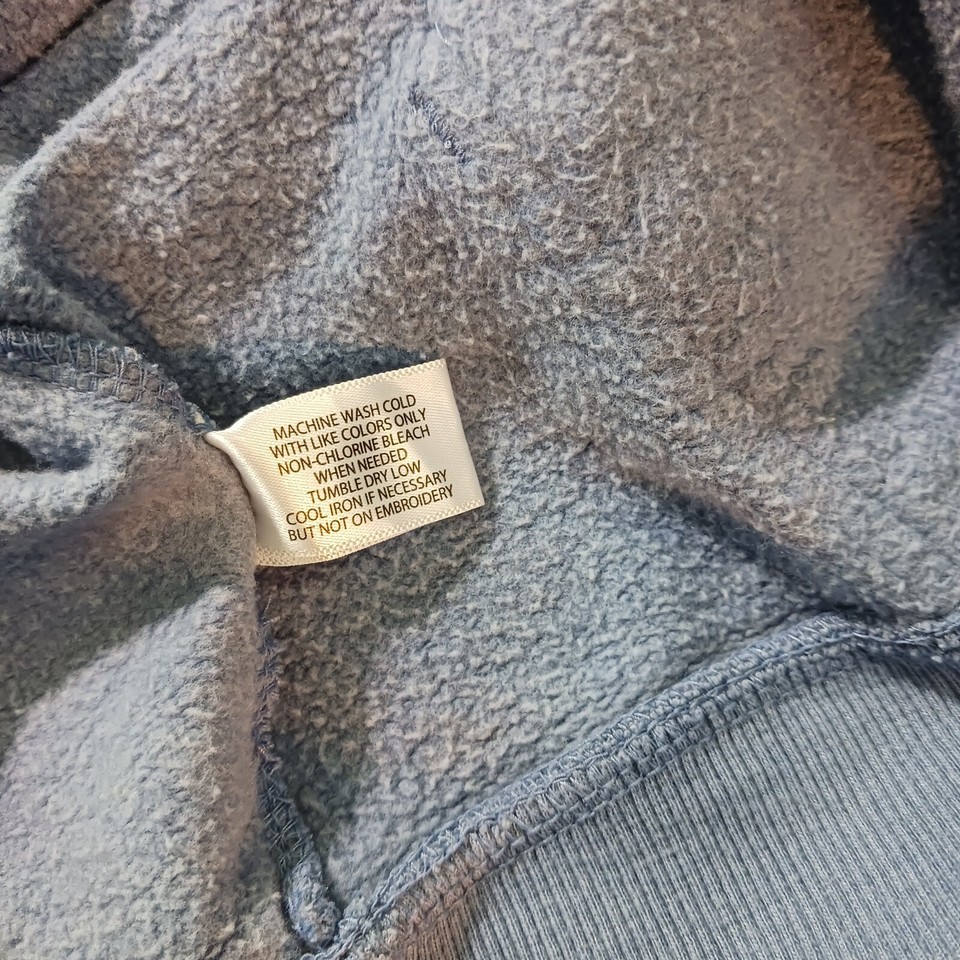 MACHINE WASH COLD
WITH LIKE COLORS ONLY
NON-CHLORINE BLEACH
WHEN NEEDED
TUMBLE DRY LOW
COOL IRON IF NECESSARY
BUT NOT ON EMBROIDERY